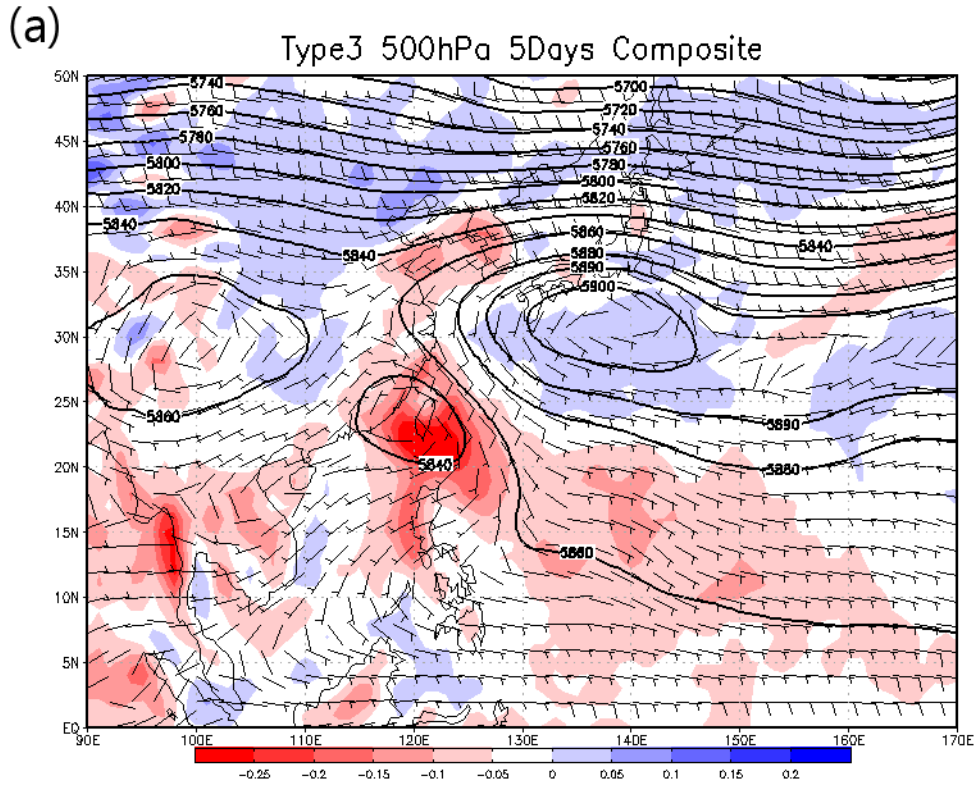 (a)
Type3 500hPa 5Days Composite
50N
5740
5700
5760
5720
45N
5780
5740
5760
5800
5780
5820
5800
40N
5820
5840
5860
5840
5840
5880
35N
5890
5900
30N
5860
25N
5890
20N
5840
5880
15N
5860
10N
5N
EQ
90E 100E 110E 120E 130E 140E 150E 160E 170E
-0.25 -0.2 -0.15 -0.1 -0.05 0 0.05 0.1 0.15 0.2